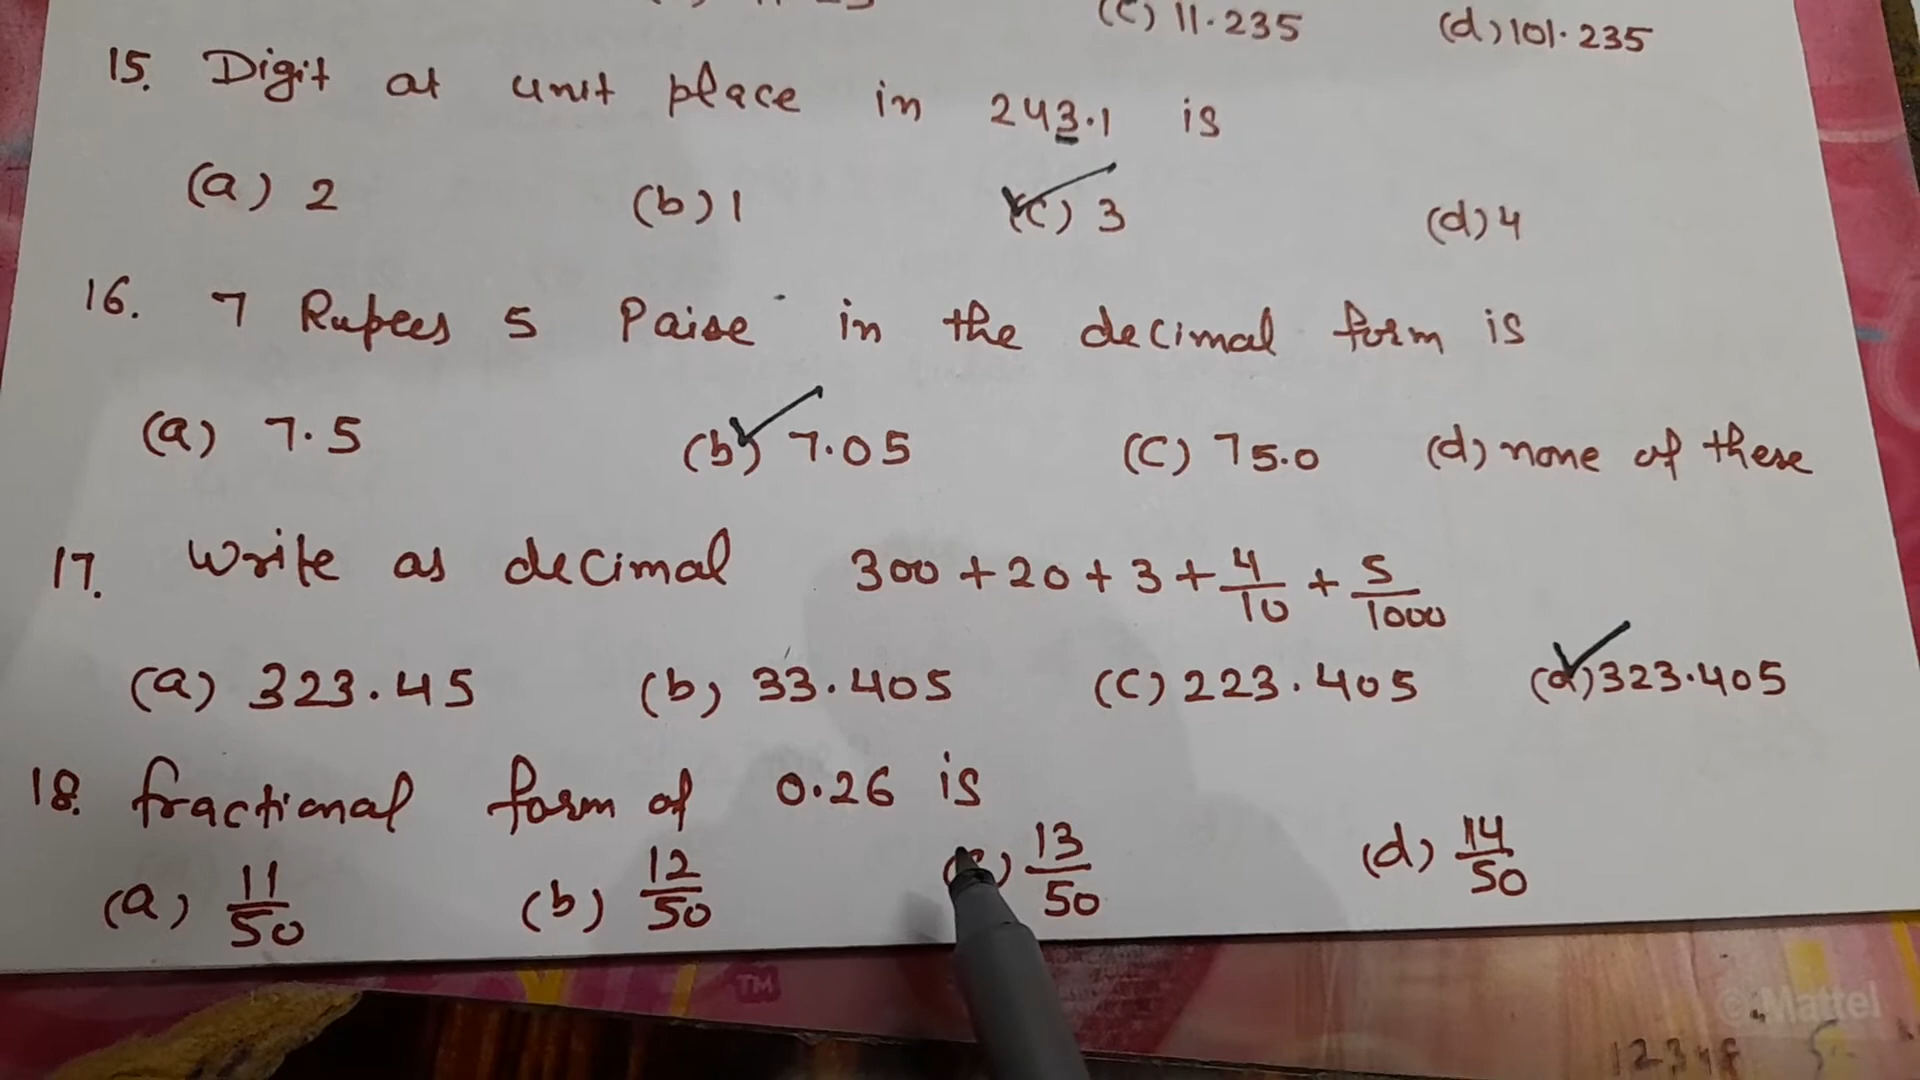 (c) 11.235 (d) 101.235
15. Digit at unit place in 243.1 is
(a) 2 (b) 1 (c) 3 (d) 4
16. 7 Rupees 5 Paise in the decimal form is
(a) 7.5 (b) 7.05 (c) 75.0 (d) none of these
17. Write as decimal 300 + 20 + 3 + 4/10 + 5/1000
(a) 323.45 (b) 33.405 (c) 223.405 (d) 323.405
18. fractional form of 0.26 is
(a) 11/50 (b) 12/50 (c) 13/50 (d) 14/50
TM
© Mattel